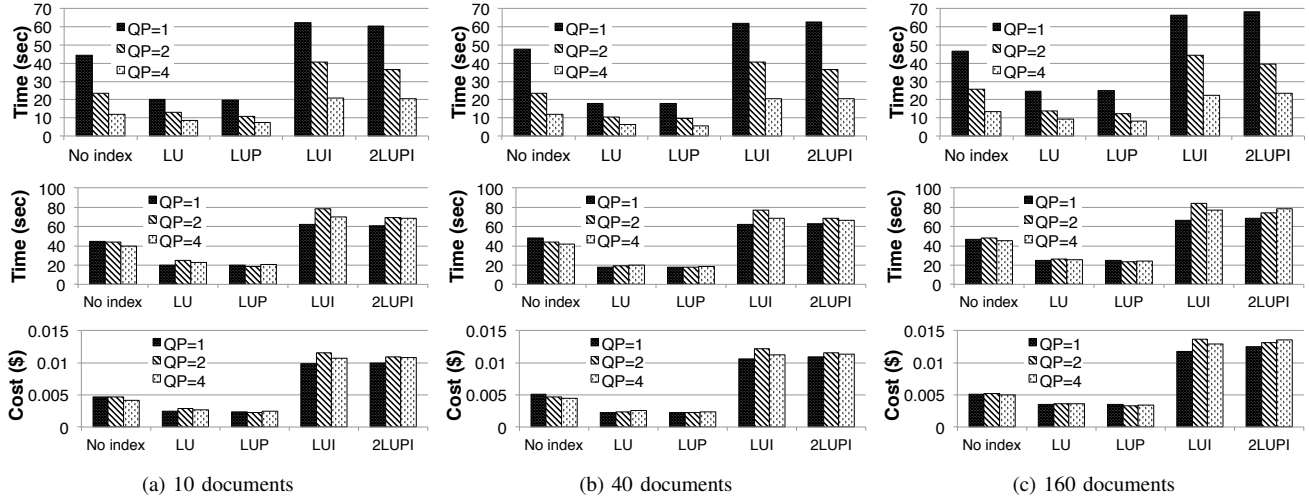 70
60
50
40
30
20
10
0
Time (sec)
QP=1
QP=2
QP=4
No index LU LUP LUI 2LUPI
70
60
50
40
30
20
10
0
Time (sec)
QP=1
QP=2
QP=4
No index LU LUP LUI 2LUPI
70
60
50
40
30
20
10
0
Time (sec)
QP=1
QP=2
QP=4
No index LU LUP LUI 2LUPI
100
80
60
40
20
0
Time (sec)
QP=1
QP=2
QP=4
No index LU LUP LUI 2LUPI
100
80
60
40
20
0
Time (sec)
QP=1
QP=2
QP=4
No index LU LUP LUI 2LUPI
100
80
60
40
20
0
Time (sec)
QP=1
QP=2
QP=4
No index LU LUP LUI 2LUPI
0.015
0.01
0.005
0
Cost ($)
QP=1
QP=2
QP=4
No index LU LUP LUI 2LUPI
0.015
0.01
0.005
0
Cost ($)
QP=1
QP=2
QP=4
No index LU LUP LUI 2LUPI
0.015
0.01
0.005
0
Cost ($)
QP=1
QP=2
QP=4
No index LU LUP LUI 2LUPI
(a) 10 documents
(b) 40 documents
(c) 160 documents